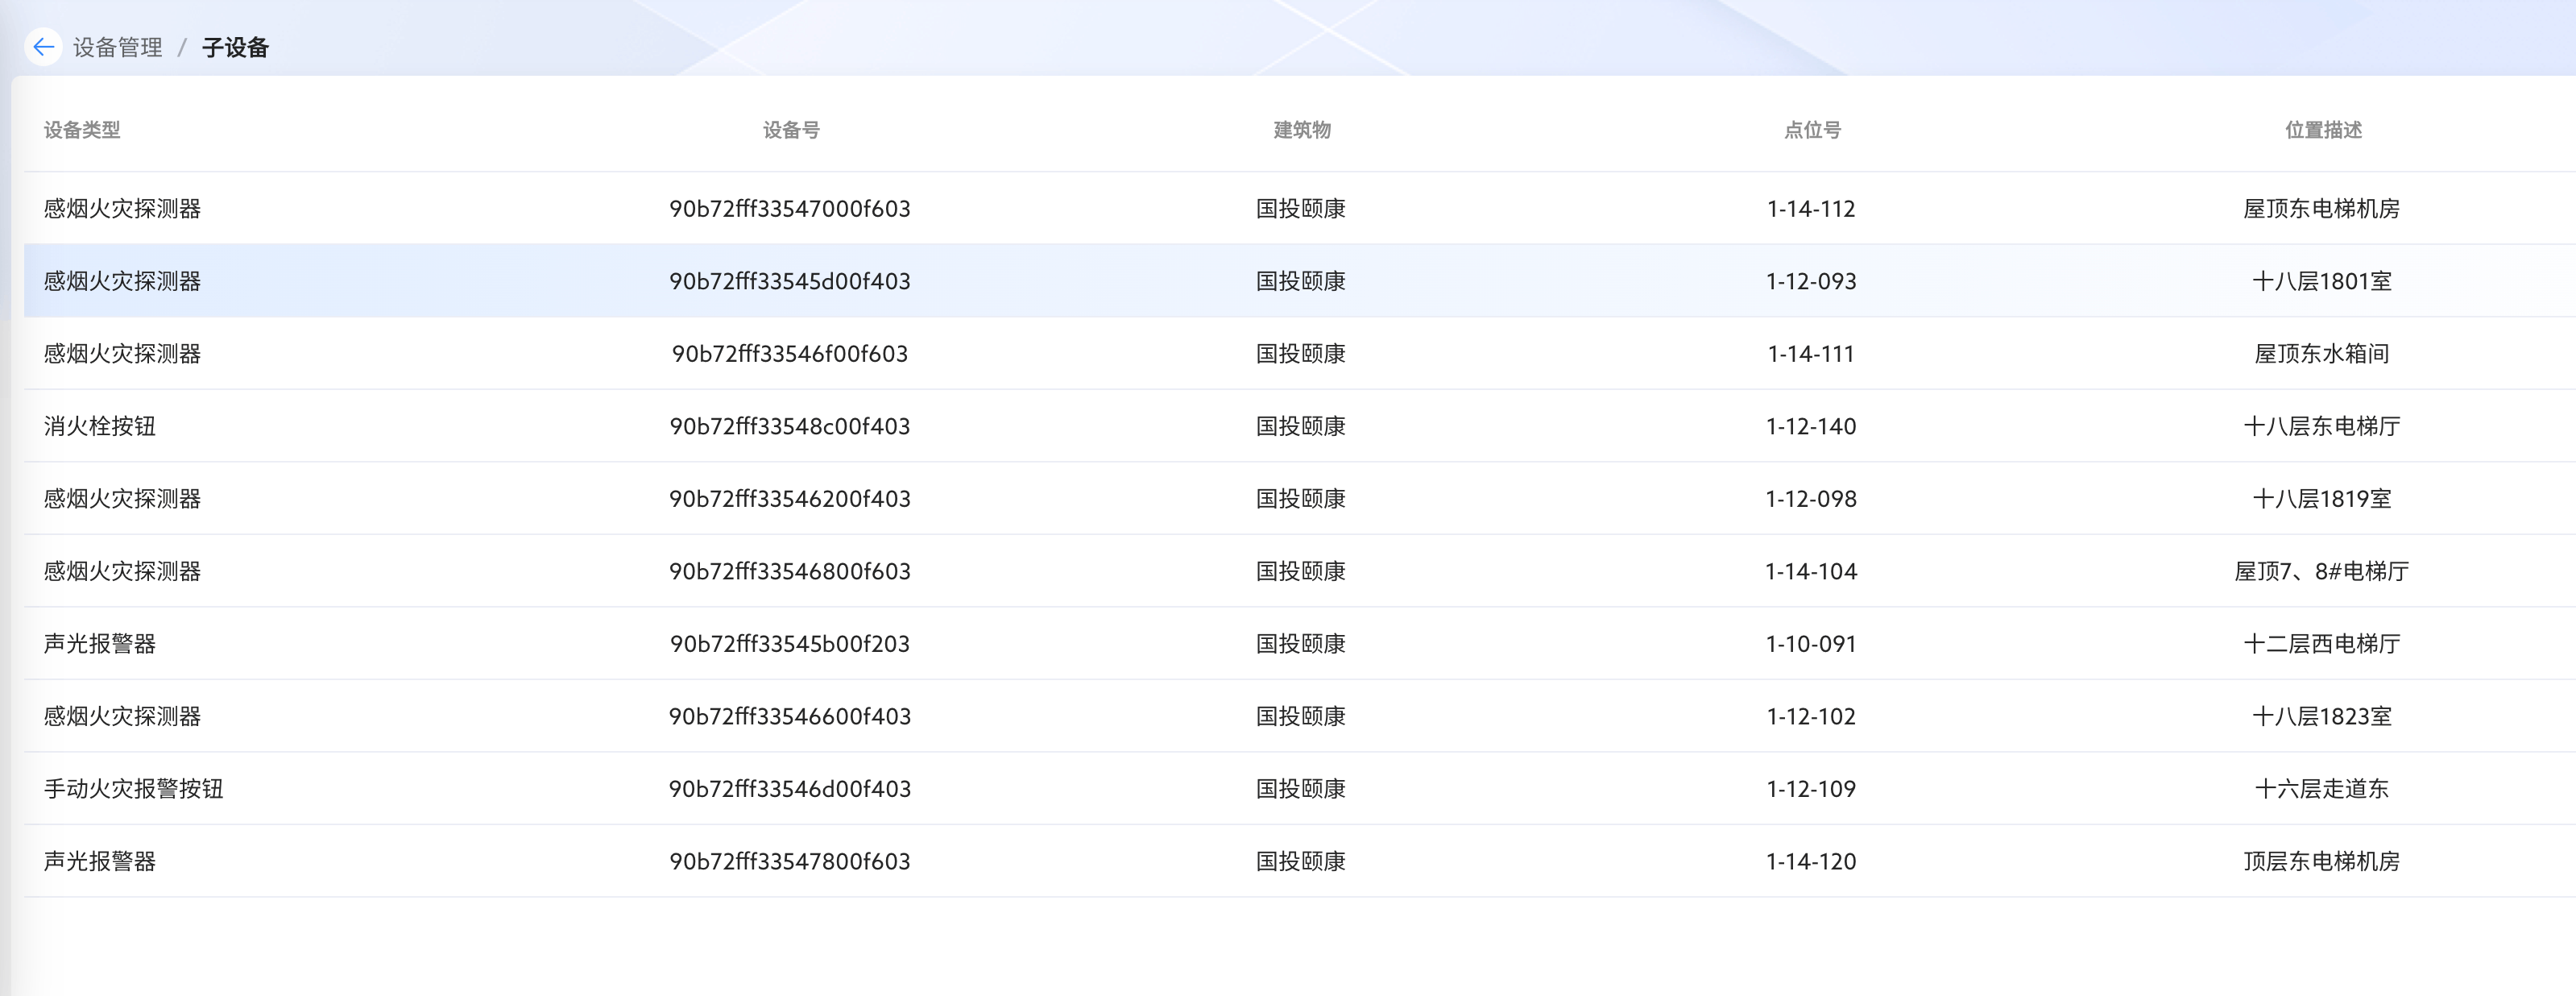 设备管理 / 子设备
设备类型 设备号 建筑物 点位号 位置描述
感烟火灾探测器 90b72fff33547000f603 国投颐康 1-14-112 屋顶东电梯机房
感烟火灾探测器 90b72fff33545d00f403 国投颐康 1-12-093 十八层1801室
感烟火灾探测器 90b72fff33546f00f603 国投颐康 1-14-111 屋顶东水箱间
消火栓按钮 90b72fff33548c00f403 国投颐康 1-12-140 十八层东电梯厅
感烟火灾探测器 90b72fff33546200f403 国投颐康 1-12-098 十八层1819室
感烟火灾探测器 90b72fff33546800f603 国投颐康 1-14-104 屋顶7、8#电梯厅
声光报警器 90b72fff33545b00f203 国投颐康 1-10-091 十二层西电梯厅
感烟火灾探测器 90b72fff33546600f403 国投颐康 1-12-102 十八层1823室
手动火灾报警按钮 90b72fff33546d00f403 国投颐康 1-12-109 十六层走道东
声光报警器 90b72fff33547800f603 国投颐康 1-14-120 顶层东电梯机房